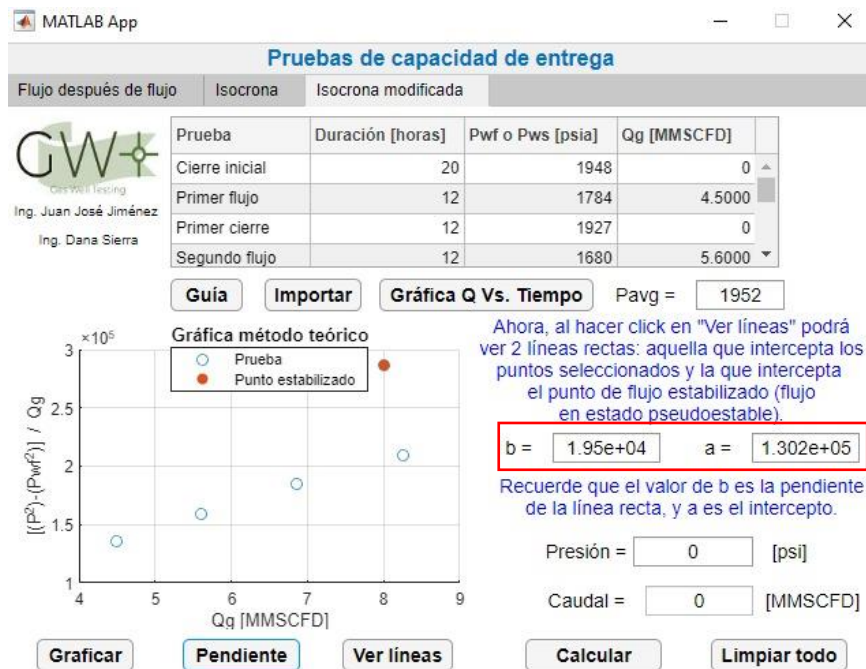 MATLAB App
Pruebas de capacidad de entrega
Flujo después de flujo Isocrona Isocrona modificada
GW
Gas Well Testing
Ing. Juan José Jiménez
Ing. Dana Sierra
Prueba Duración [horas] Pwf o Pws [psia] Qg [MMSCFD]
Cierre inicial 20 1948 0
Primer flujo 12 1784 4.5000
Primer cierre 12 1927 0
Segundo flujo 12 1680 5.6000
Guía Importar Gráfica Q Vs. Tiempo Pavg = 1952
Gráfica método teórico
×10⁵
Prueba
Punto estabilizado
3
2.5
2
1.5
1
[(P²)-(Pwf²)] / Qg
4 5 6 7 8 9
Qg [MMSCFD]
Ahora, al hacer click en "Ver líneas" podrá
ver 2 líneas rectas: aquella que intercepta los
puntos seleccionados y la que intercepta
el punto de flujo estabilizado (flujo
en estado pseudoestable).
b = 1.95e+04 a = 1.302e+05
Recuerde que el valor de b es la pendiente
de la línea recta, y a es el intercepto.
Presión = 0 [psi]
Caudal = 0 [MMSCFD]
Graficar Pendiente Ver líneas Calcular Limpiar todo